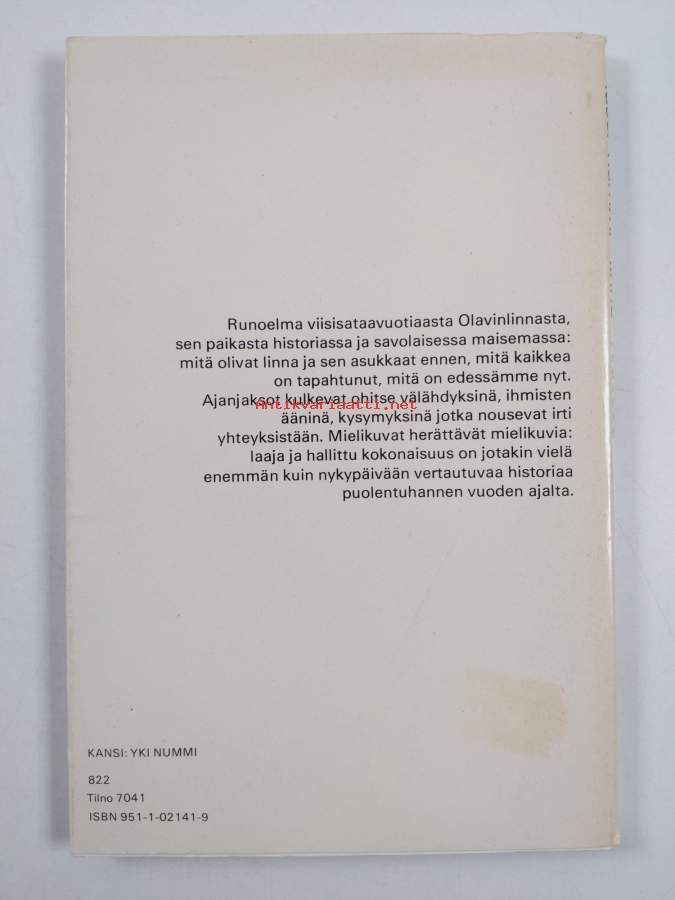 Runoelma viisisataavuotiaasta Olavinlinnasta,
sen paikasta historiassa ja savolaisessa maisemassa:
mitä olivat linna ja sen asukkaat ennen, mitä kaikkea
on tapahtunut, mitä on edessämme nyt.
Ajanjaksot kulkevat ohitse välähdyksinä, ihmisten
Antikvariaatti.net
ääninä, kysymyksinä jotka nousevat irti
yhteyksistään. Mielikuvat herättävät mielikuvia:
laaja ja hallittu kokonaisuus on jotakin vielä
enemmän kuin nykypäivään vertautuvaa historiaa
puolentuhannen vuoden ajalta.
KANSI: YKI NUMMI
822
Tilno 7041
ISBN 951-1-02141-9